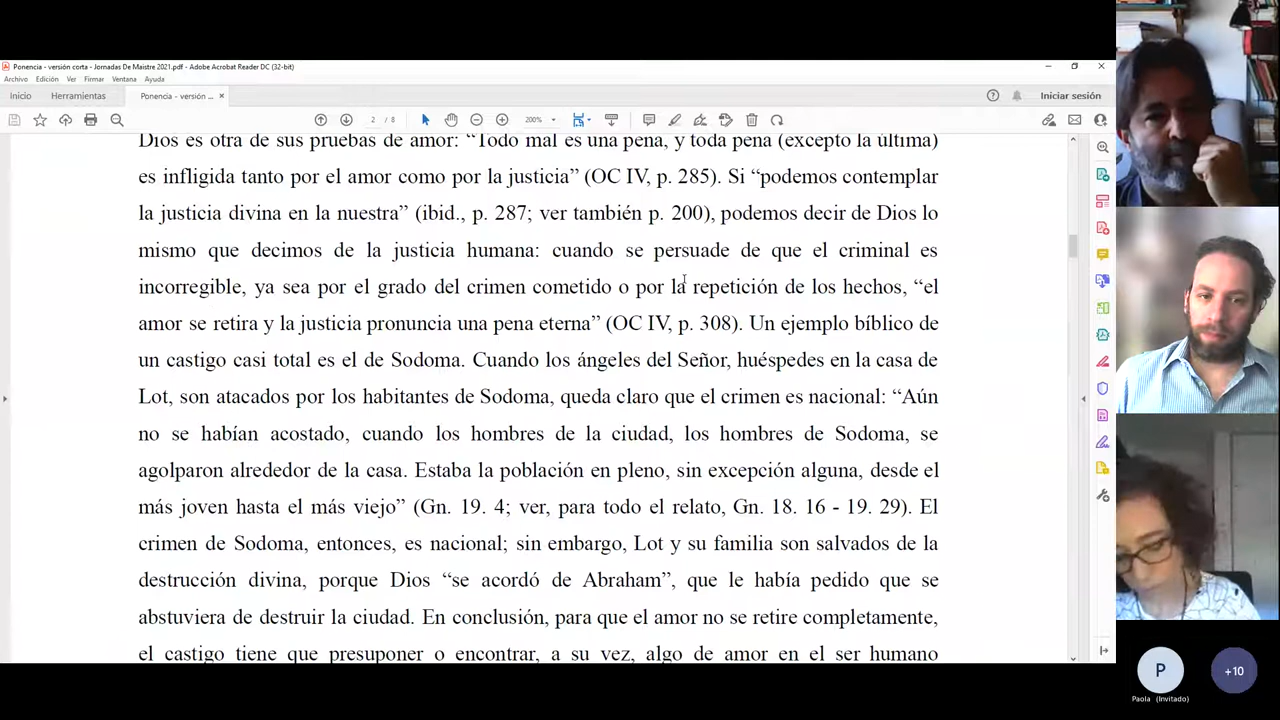 Ponencia - versión corta - Jornadas De Maistre 2021.pdf - Adobe Acrobat Reader DC (32-bit)
Archivo Edición Ver Firmar Ventana Ayuda
Inicio Herramientas Ponencia - versión ... Iniciar sesión
2 / 8 200%
Dios es otra de sus pruebas de amor: “Todo mal es una pena, y toda pena (excepto la última)
es infligida tanto por el amor como por la justicia” (OC IV, p. 285). Si “podemos contemplar
la justicia divina en la nuestra” (ibid., p. 287; ver también p. 200), podemos decir de Dios lo
mismo que decimos de la justicia humana: cuando se persuade de que el criminal es
incorregible, ya sea por el grado del crimen cometido o por la repetición de los hechos, “el
amor se retira y la justicia pronuncia una pena eterna” (OC IV, p. 308). Un ejemplo bíblico de
un castigo casi total es el de Sodoma. Cuando los ángeles del Señor, huéspedes en la casa de
Lot, son atacados por los habitantes de Sodoma, queda claro que el crimen es nacional: “Aún
no se habían acostado, cuando los hombres de la ciudad, los hombres de Sodoma, se
agolparon alrededor de la casa. Estaba la población en pleno, sin excepción alguna, desde el
más joven hasta el más viejo” (Gn. 19. 4; ver, para todo el relato, Gn. 18. 16 - 19. 29). El
crimen de Sodoma, entonces, es nacional; sin embargo, Lot y su familia son salvados de la
destrucción divina, porque Dios “se acordó de Abraham”, que le había pedido que se
abstuviera de destruir la ciudad. En conclusión, para que el amor no se retire completamente,
el castigo tiene que presuponer o encontrar, a su vez, algo de amor en el ser humano
P
+10
Paola (Invitado)